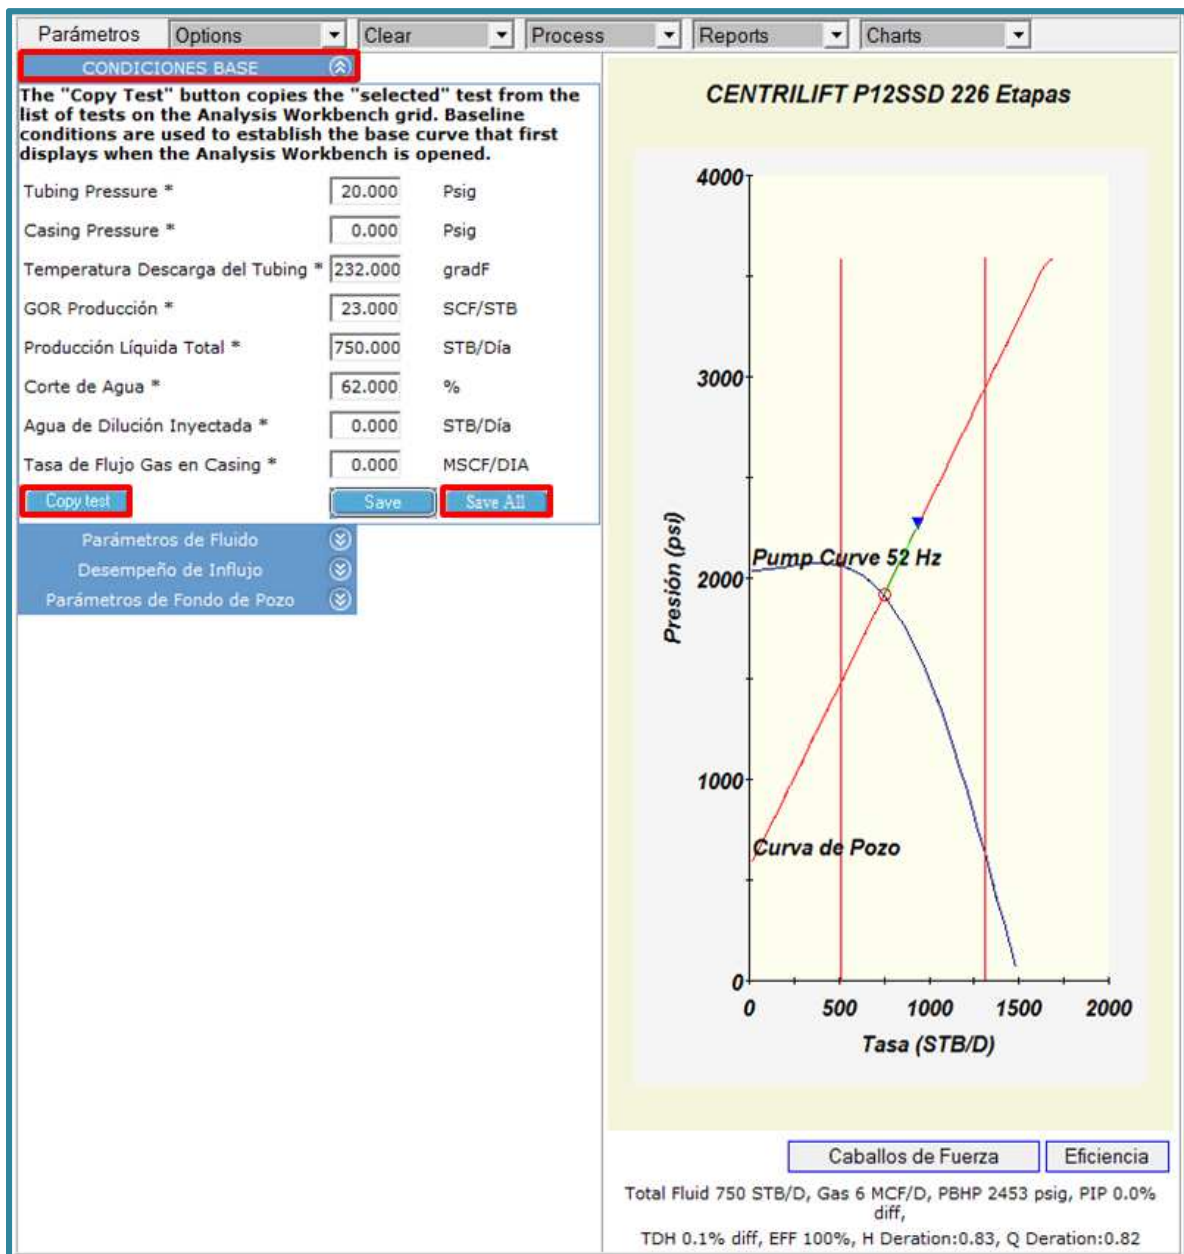 Parámetros Options Clear Process Reports Charts
CONDICIONES BASE
The "Copy Test" button copies the "selected" test from the
list of tests on the Analysis Workbench grid. Baseline
conditions are used to establish the base curve that first
displays when the Analysis Workbench is opened.
Tubing Pressure * 20.000 Psig
Casing Pressure * 0.000 Psig
Temperatura Descarga del Tubing * 232.000 gradF
GOR Producción * 23.000 SCF/STB
Producción Líquida Total * 750.000 STB/Día
Corte de Agua * 62.000 %
Agua de Dilución Inyectada * 0.000 STB/Día
Tasa de Flujo Gas en Casing * 0.000 MSCF/DIA
Copy test Save Save All
Parámetros de Fluido
Desempeño de Influjo
Parámetros de Fondo de Pozo
CENTRILIFT P12SSD 226 Etapas
4000
3000
2000
1000
0
Presión (psi)
Pump Curve 52 Hz
Curva de Pozo
0 500 1000 1500 2000
Tasa (STB/D)
Caballos de Fuerza Eficiencia
Total Fluid 750 STB/D, Gas 6 MCF/D, PBHP 2453 psig, PIP 0.0%
diff,
TDH 0.1% diff, EFF 100%, H Deration:0.83, Q Deration:0.82